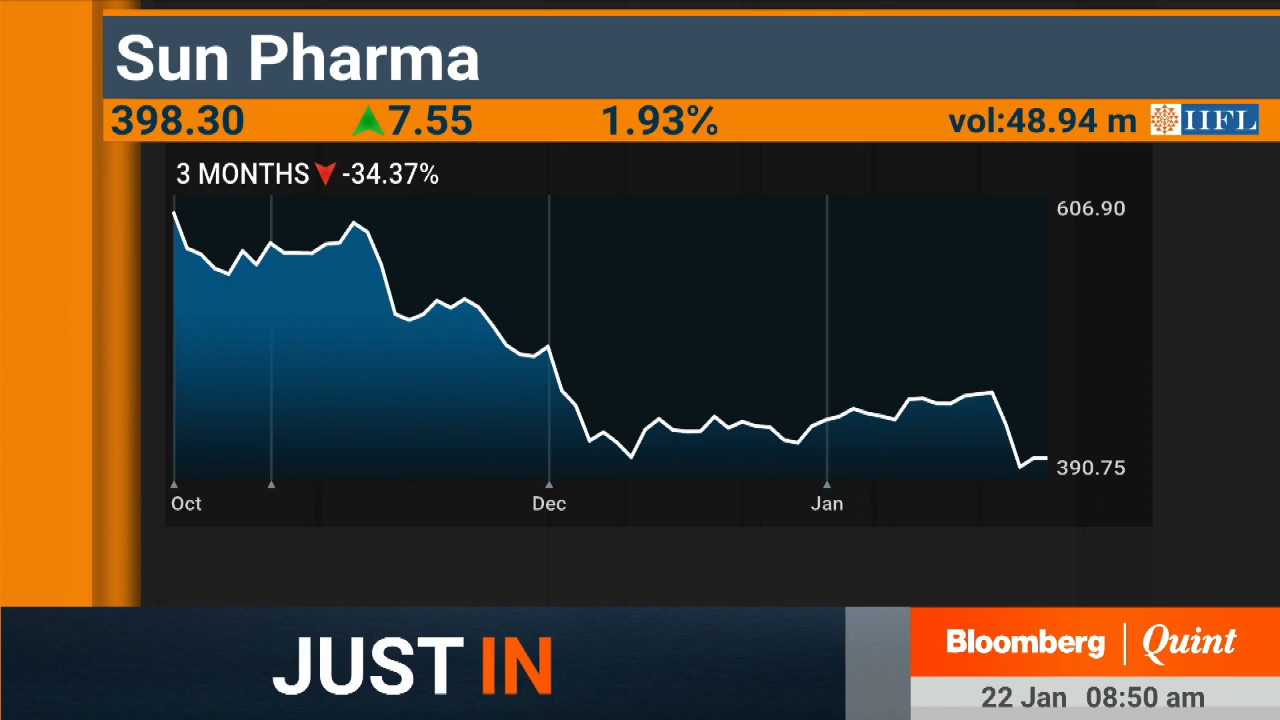 Sun Pharma
398.30 7.55 1.93% vol:48.94 m IIFL
3 MONTHS -34.37%
606.90
390.75
Oct Dec Jan
JUST IN
Bloomberg | Quint
22 Jan 08:50 am